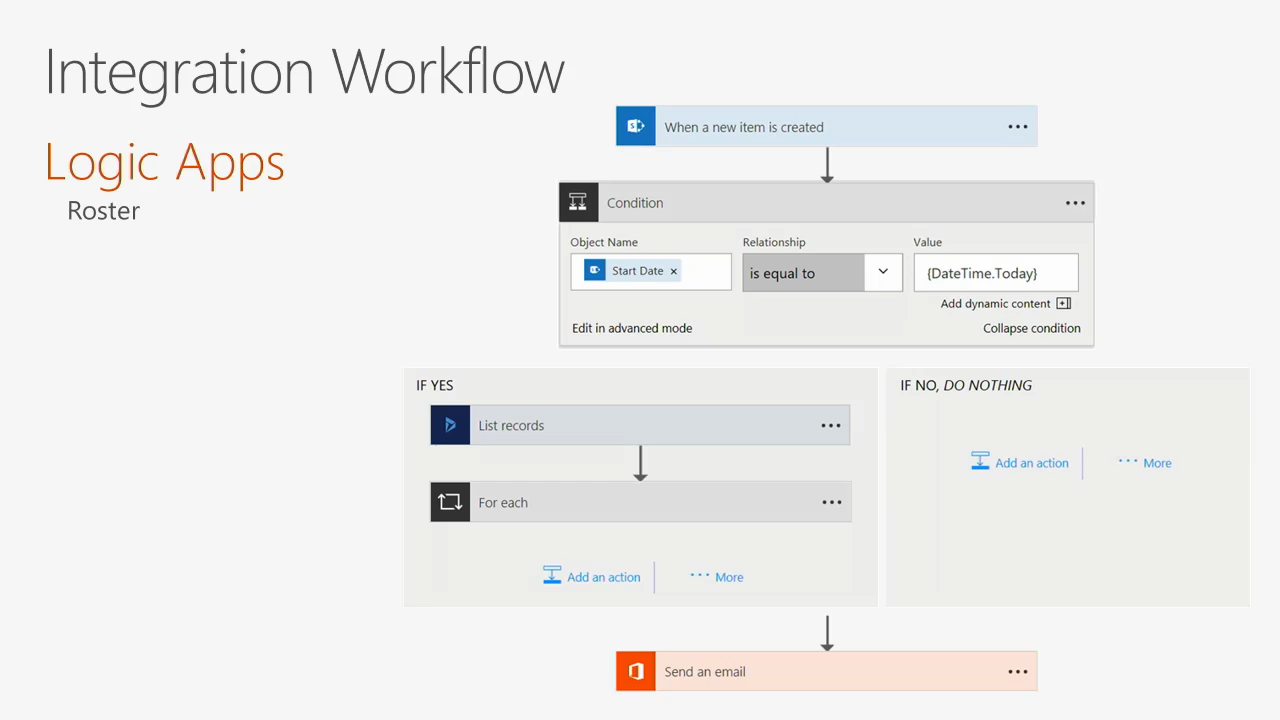 Integration Workflow
Logic Apps
Roster
When a new item is created
Condition
Object Name Relationship Value
Start Date × is equal to {DateTime.Today}
Add dynamic content
Edit in advanced mode Collapse condition
IF YES
List records
For each
Add an action ... More
IF NO, DO NOTHING
Add an action ... More
Send an email